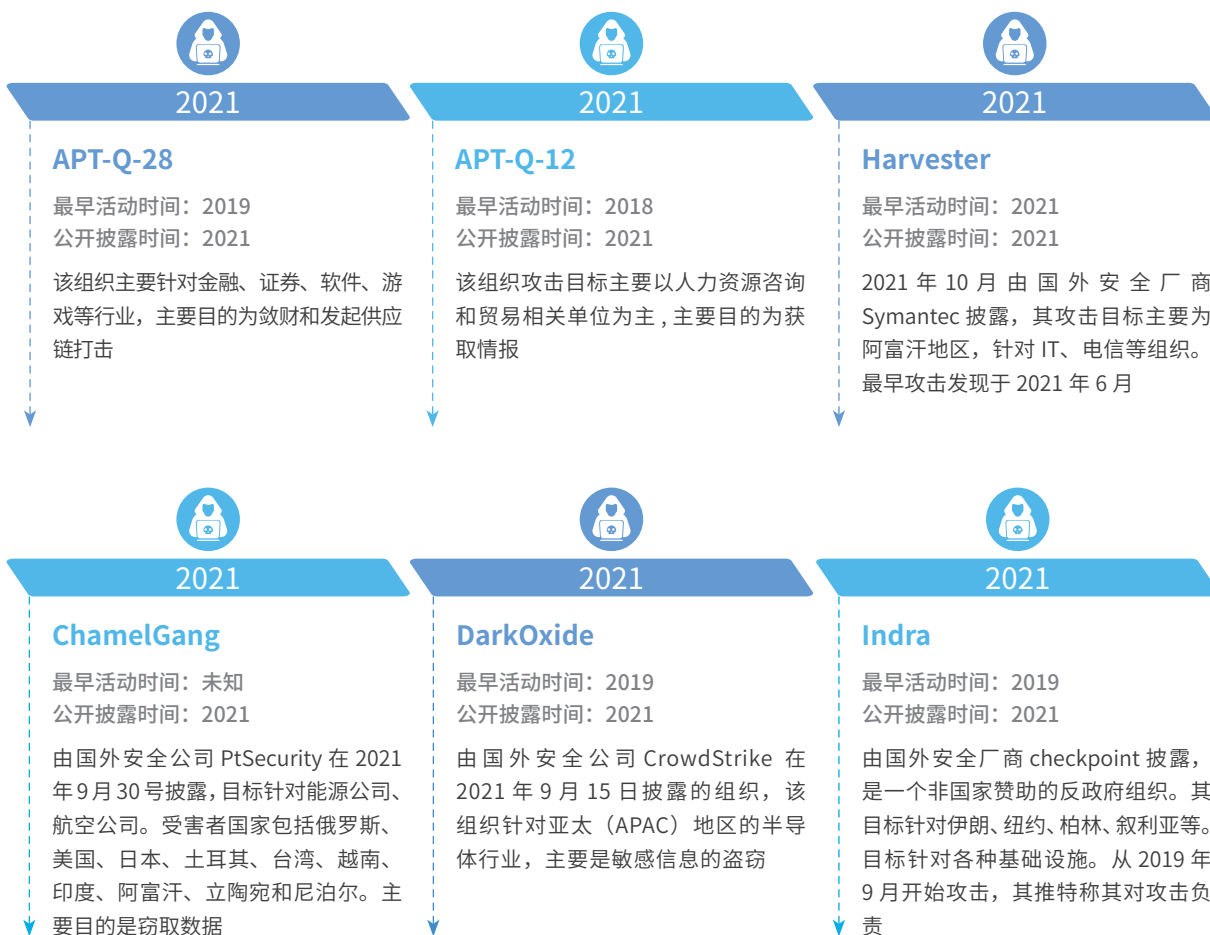 2021
APT-Q-28
最早活动时间：2019
公开披露时间：2021
该组织主要针对金融、证券、软件、游
戏等行业，主要目的为敛财和发起供应
链打击
2021
APT-Q-12
最早活动时间：2018
公开披露时间：2021
该组织攻击目标主要以人力资源咨询
和贸易相关单位为主 , 主要目的为获
取情报
2021
Harvester
最早活动时间：2021
公开披露时间：2021
2021 年 10 月由国外安全厂商
Symantec 披露，其攻击目标主要为
阿富汗地区，针对 IT、电信等组织。
最早攻击发现于 2021 年 6 月
2021
ChamelGang
最早活动时间：未知
公开披露时间：2021
由国外安全公司 PtSecurity 在 2021
年9月30号披露，目标针对能源公司、
航空公司。受害者国家包括俄罗斯、
美国、日本、土耳其、台湾、越南、
印度、阿富汗、立陶宛和尼泊尔。主
要目的是窃取数据
2021
DarkOxide
最早活动时间：2019
公开披露时间：2021
由国外安全公司 CrowdStrike 在
2021 年 9 月 15 日披露的组织，该
组织针对亚太（APAC）地区的半导
体行业，主要是敏感信息的盗窃
2021
Indra
最早活动时间：2019
公开披露时间：2021
由国外安全厂商 checkpoint 披露，
是一个非国家赞助的反政府组织。其
目标针对伊朗、纽约、柏林、叙利亚等。
目标针对各种基础设施。从 2019 年
9 月开始攻击，其推特称其对攻击负
责